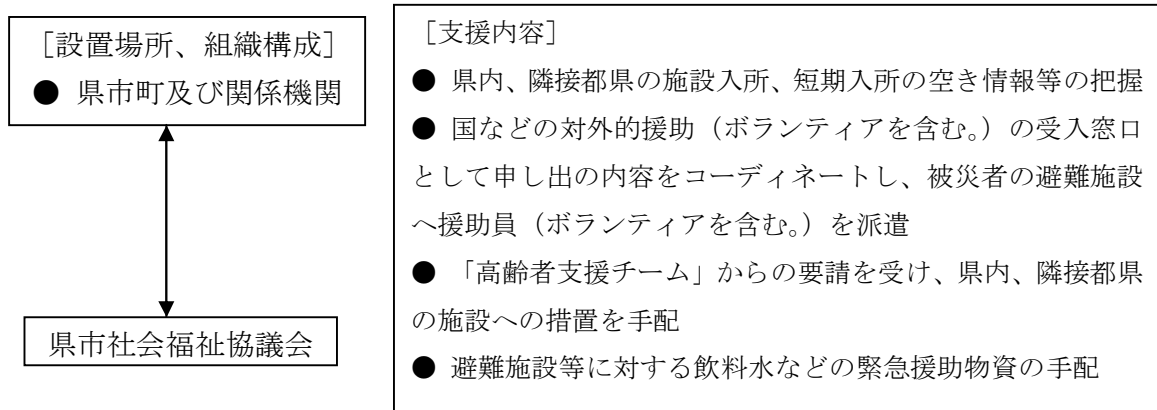 ［設置場所、組織構成］
● 県市町及び関係機関
県市社会福祉協議会
［支援内容］
● 県内、隣接都県の施設入所、短期入所の空き情報等の把握
● 国などの対外的援助（ボランティアを含む。）の受入窓口
として申し出の内容をコーディネートし、被災者の避難施設
へ援助員（ボランティアを含む。）を派遣
● 「高齢者支援チーム」からの要請を受け、県内、隣接都県
の施設への措置を手配
● 避難施設等に対する飲料水などの緊急援助物資の手配